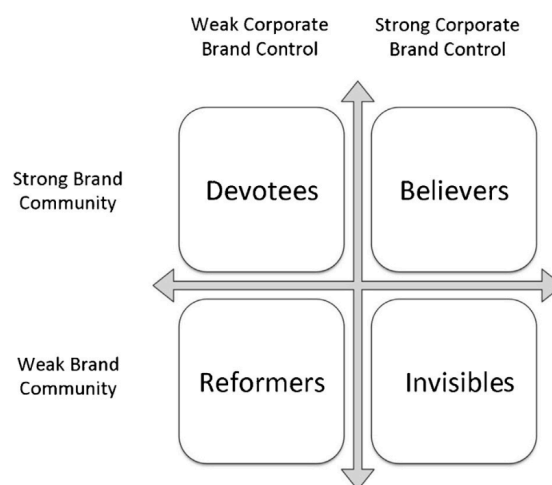 Weak Corporate
Brand Control
Strong Corporate
Brand Control
Strong Brand
Community
Devotees
Believers
Weak Brand
Community
Reformers
Invisibles